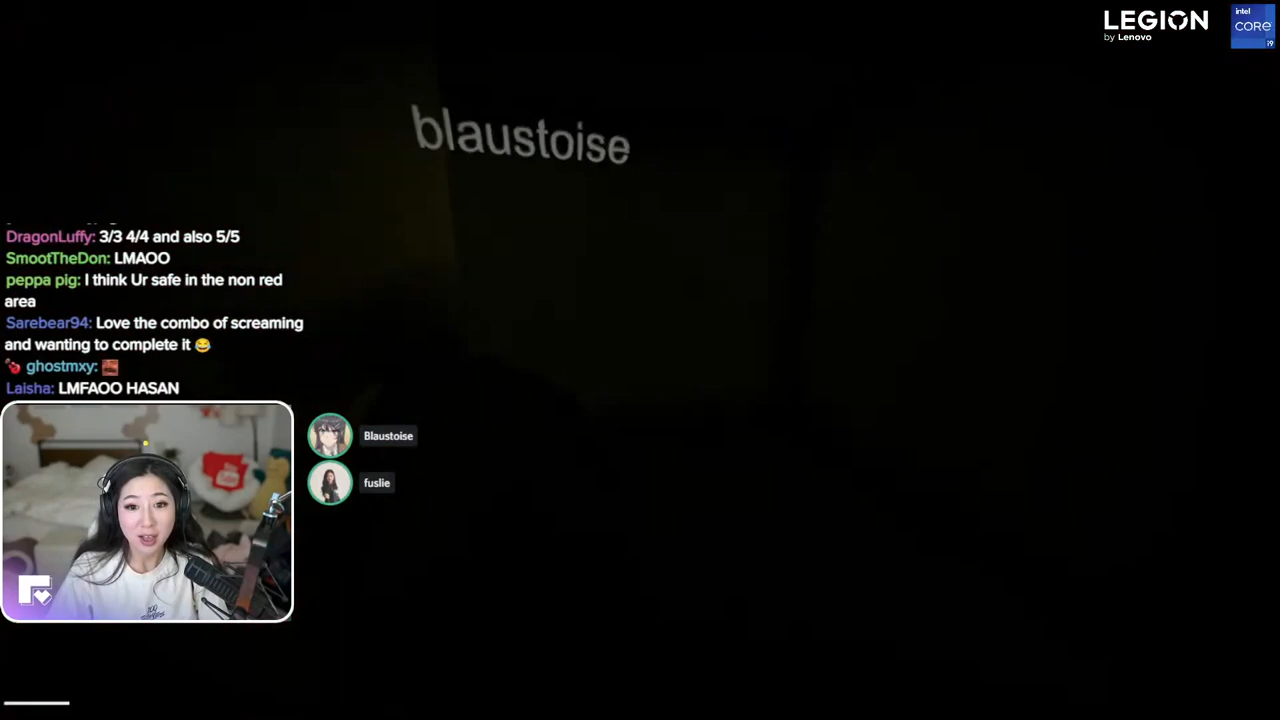 LEGION
by Lenovo
intel
CORE
i9
blaustoise
DragonLuffy: 3/3 4/4 and also 5/5
SmootTheDon: LMAOO
peppa pig: I think Ur safe in the non red
area
Sarebear94: Love the combo of screaming
and wanting to complete it 😂
ghostmxy:
Laisha: LMFAOO HASAN
Blaustoise
fuslie